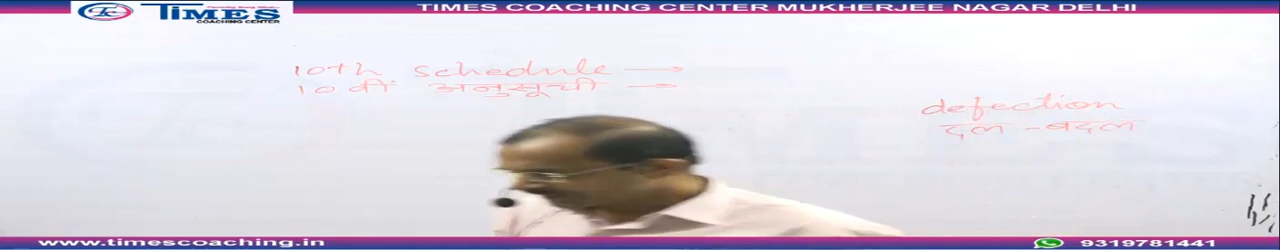 TIMES
COACHING CENTER
TIMES COACHING CENTER MUKHERJEE NAGAR DELHI
10th schedule →
10वीं अनुसूची →
defection
दल - बदल
www.timescoaching.in
9319781441